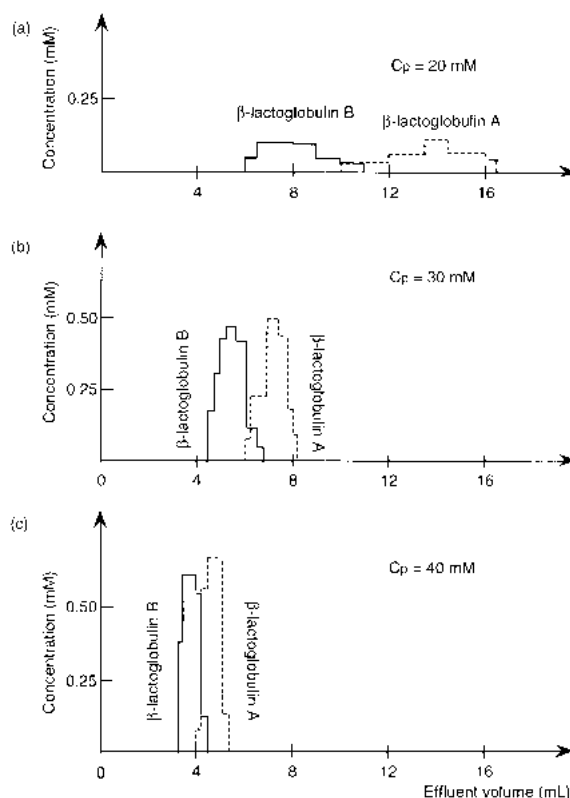 (a)
Concentration (mM)
0.25
Cp = 20 mM
β-lactoglobulin B
β-lactoglobulin A
4
8
12
16
(b)
Concentration (mM)
0.50
0.25
Cp = 30 mM
β-lactoglobulin B
β-lactoglobulin A
0
4
8
12
16
(c)
Concentration (mM)
0.50
0.25
Cp = 40 mM
β-lactoglobulin B
β-lactoglobulin A
0
4
8
12
16
Effluent volume (mL)